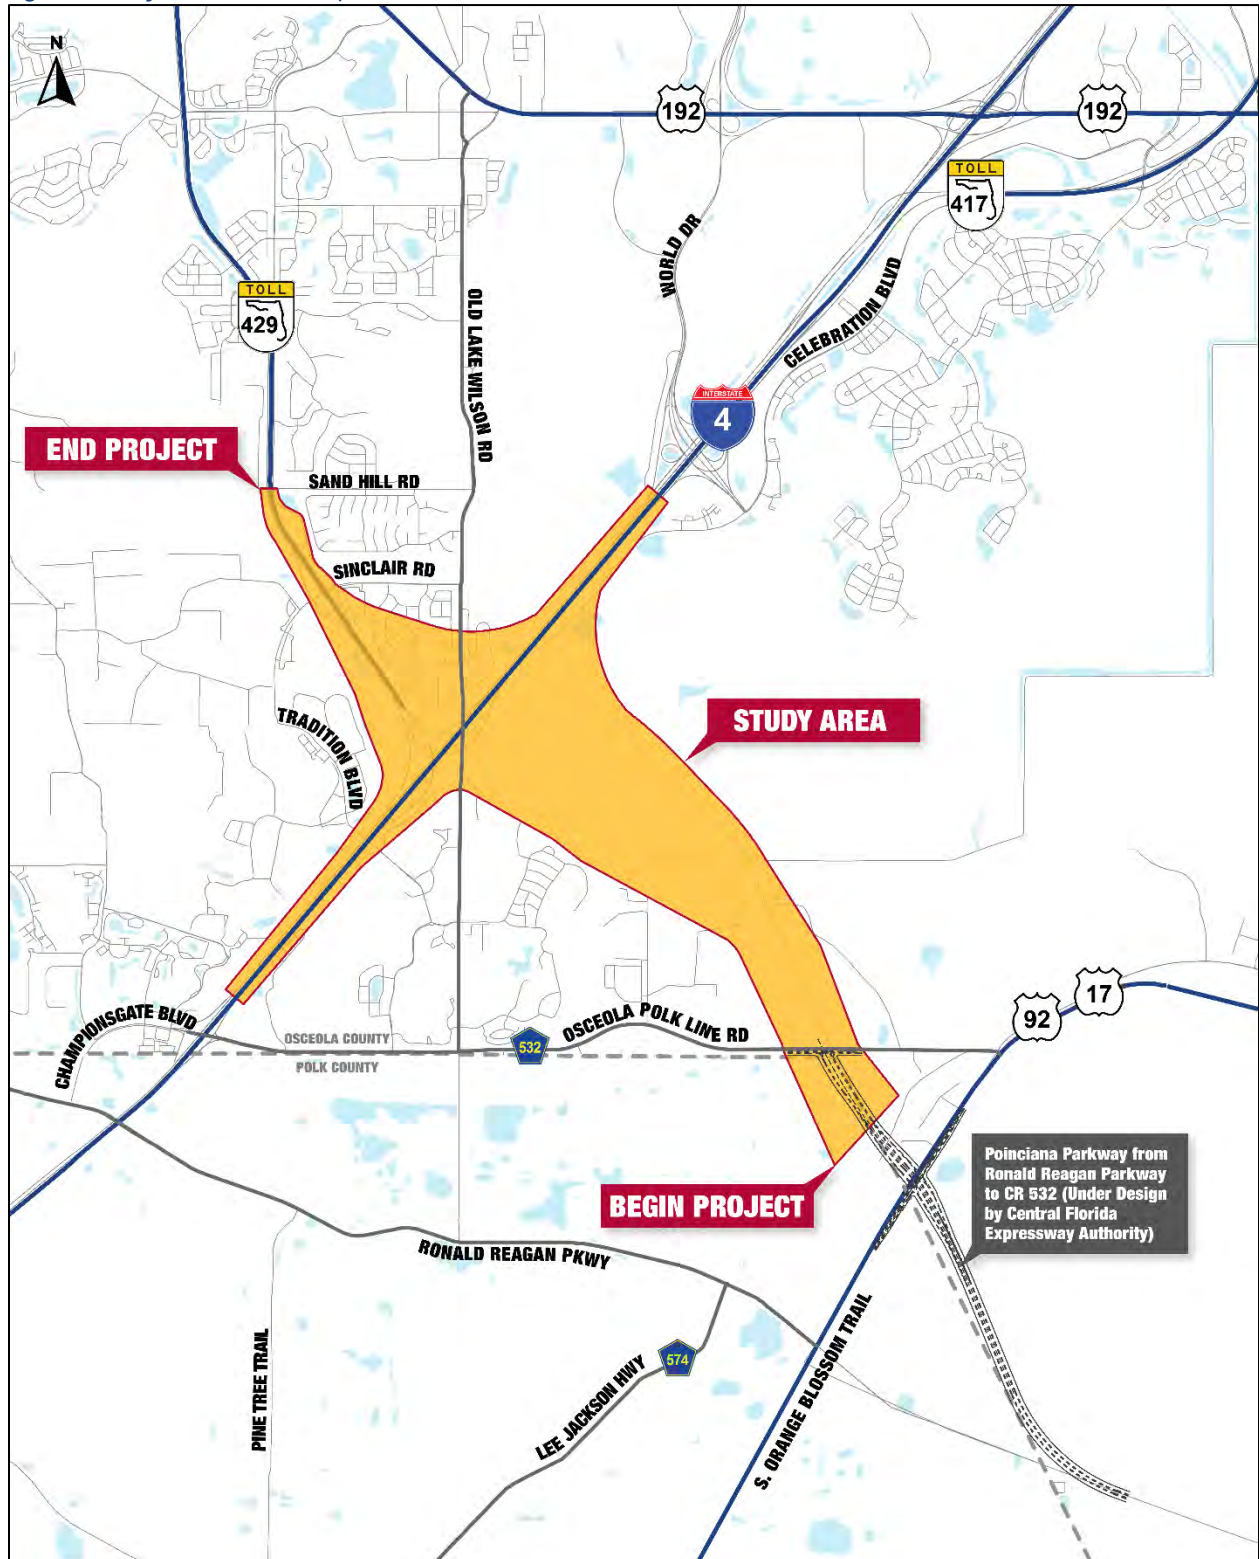 N
192
192
TOLL
417
WORLD DR
CELEBRATION BLVD
TOLL
429
OLD LAKE WILSON RD
INTERSTATE
4
END PROJECT
SAND HILL RD
SINCLAIR RD
STUDY AREA
TRADITION BLVD
CHAMPIONSGATE BLVD
OSCEOLA COUNTY
POLK COUNTY
532
OSCEOLA POLK LINE RD
92
17
Poinciana Parkway from
Ronald Reagan Parkway
to CR 532 (Under Design
by Central Florida
Expressway Authority)
BEGIN PROJECT
RONALD REAGAN PKWY
PINE TREE TRAIL
574
LEE JACKSON HWY
S. ORANGE BLOSSOM TRAIL